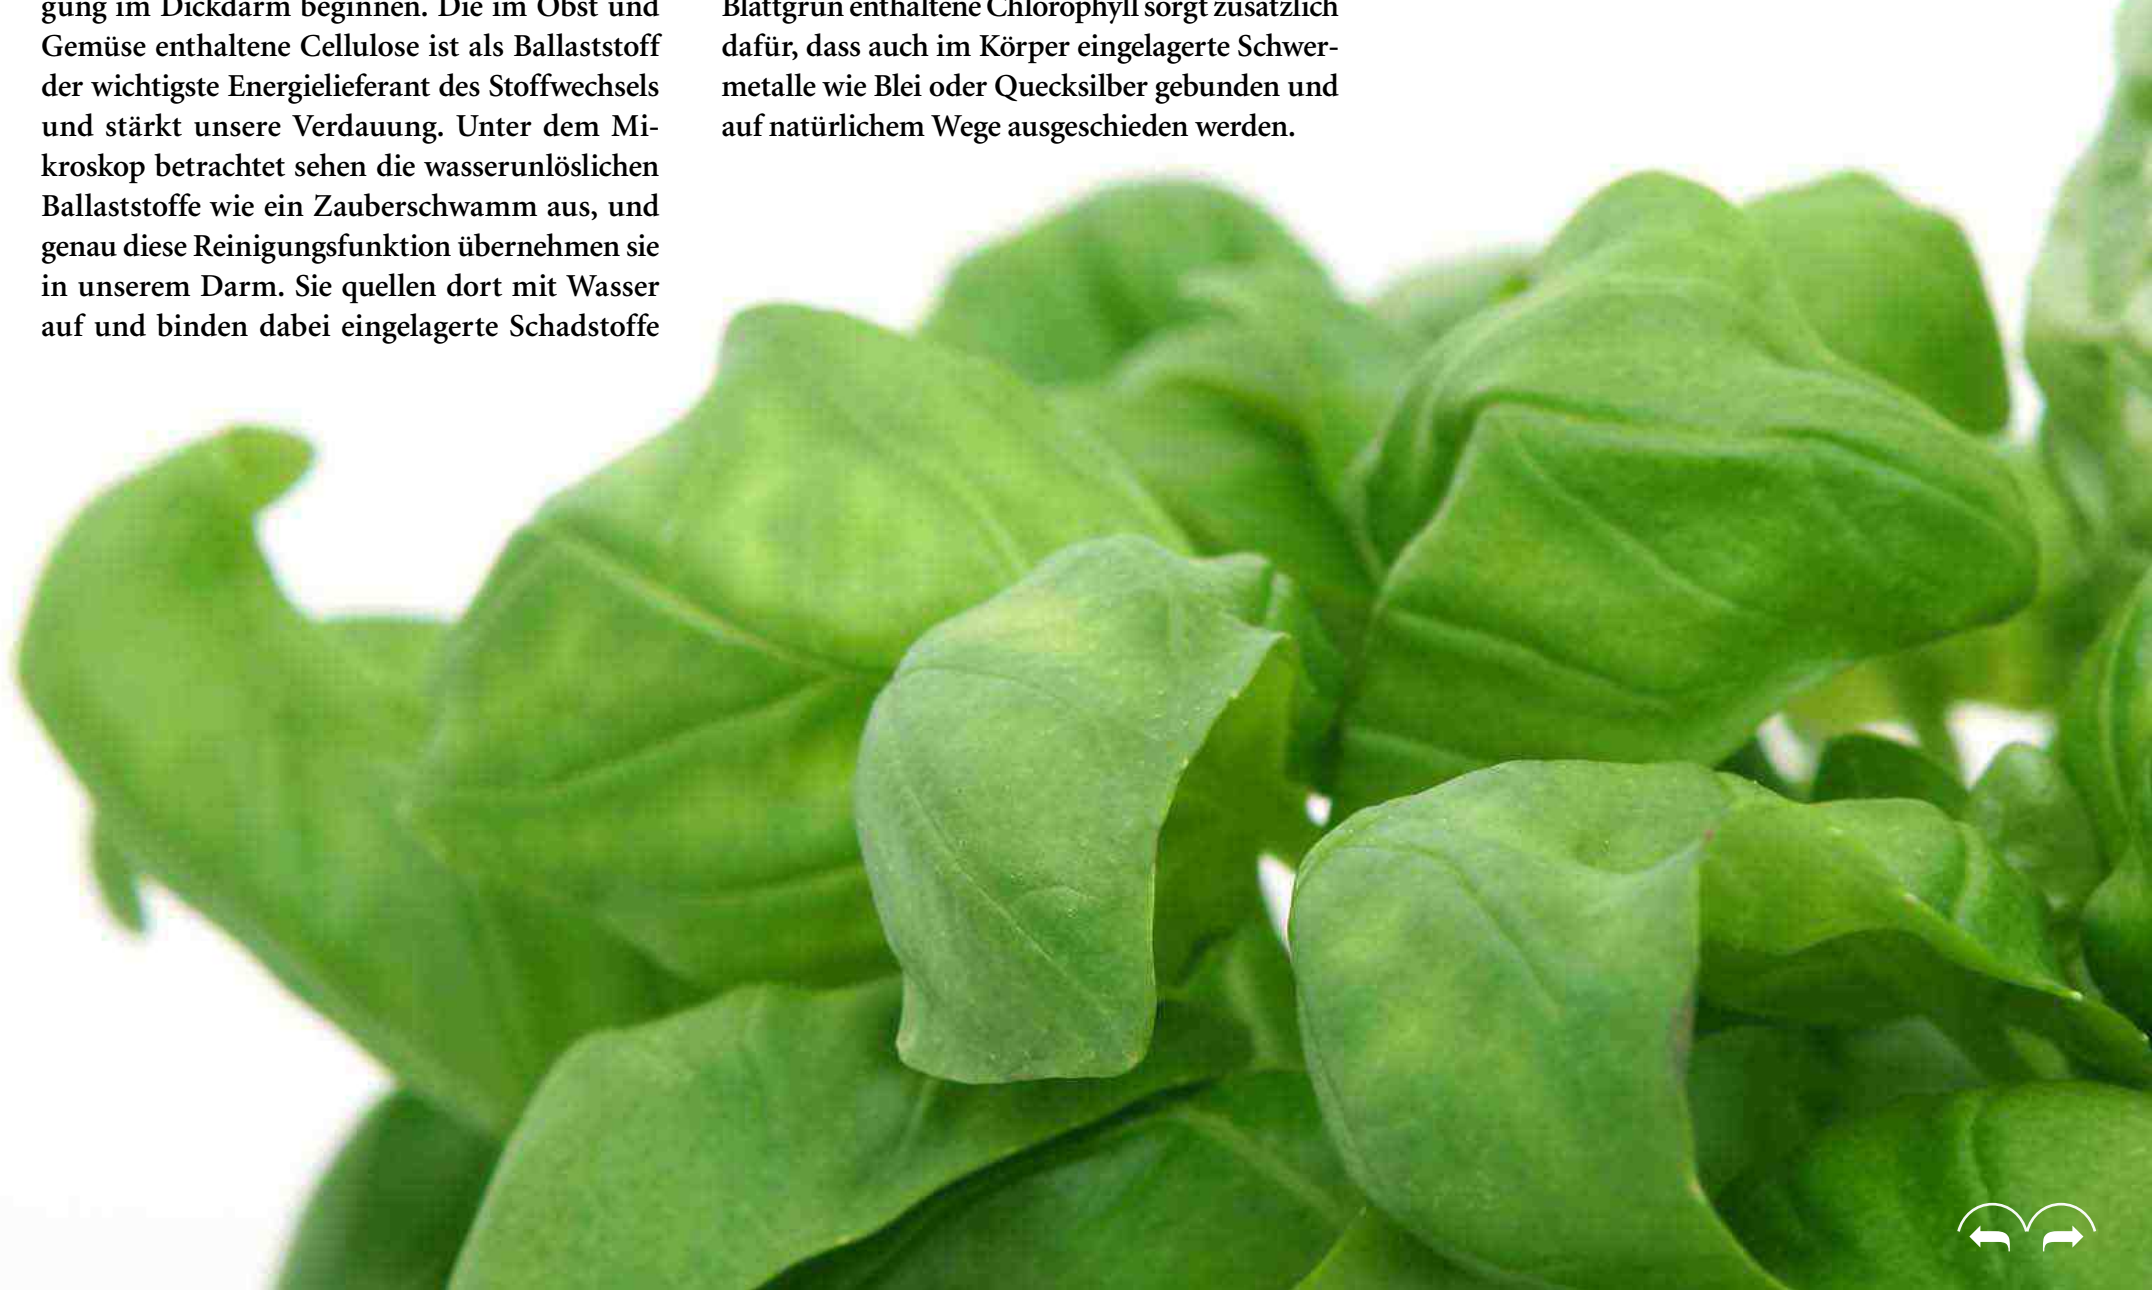 gung im Dickdarm beginnen. Die im Obst und
Gemüse enthaltene Cellulose ist als Ballaststoff
der wichtigste Energielieferant des Stoffwechsels
und stärkt unsere Verdauung. Unter dem Mi-
kroskop betrachtet sehen die wasserunlöslichen
Ballaststoffe wie ein Zauberschwamm aus, und
genau diese Reinigungsfunktion übernehmen sie
in unserem Darm. Sie quellen dort mit Wasser
auf und binden dabei eingelagerte Schadstoffe
Blattgrün enthaltene Chlorophyll sorgt zusätzlich
dafür, dass auch im Körper eingelagerte Schwer-
metalle wie Blei oder Quecksilber gebunden und
auf natürlichem Wege ausgeschieden werden.